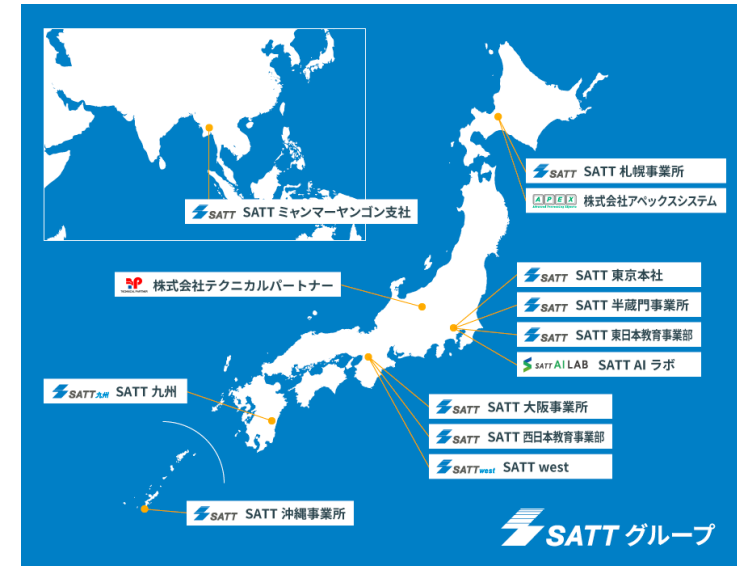 SATT SATT ミャンマーヤンゴン支社
SATT SATT 札幌事業所
APEX 株式会社アペックスシステム
株式会社テクニカルパートナー
SATT SATT 東京本社
SATT SATT 半蔵門事業所
SATT SATT 東日本教育事業部
SATT AI LAB SATT AI ラボ
SATT九州 SATT 九州
SATT SATT 大阪事業所
SATT SATT 西日本教育事業部
SATT west SATT west
SATT SATT 沖縄事業所
SATT グループ